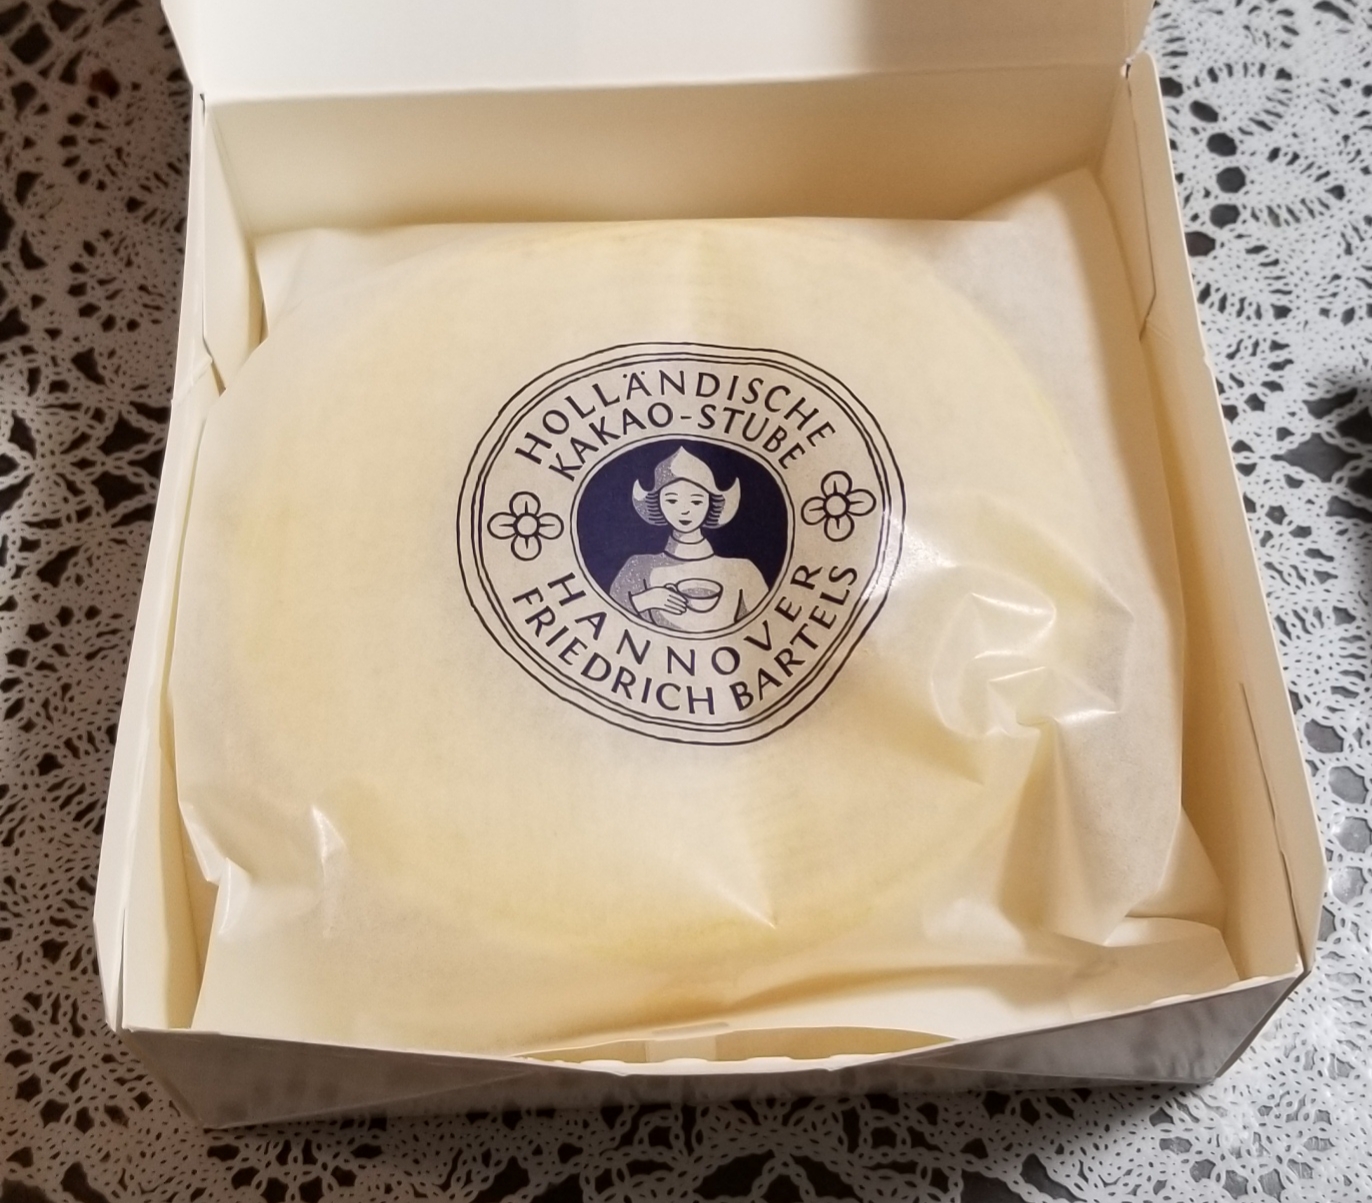 HOLLÄNDISCHE
KAKAO-STUBE
HANNOVER
FRIEDRICH BARTELS